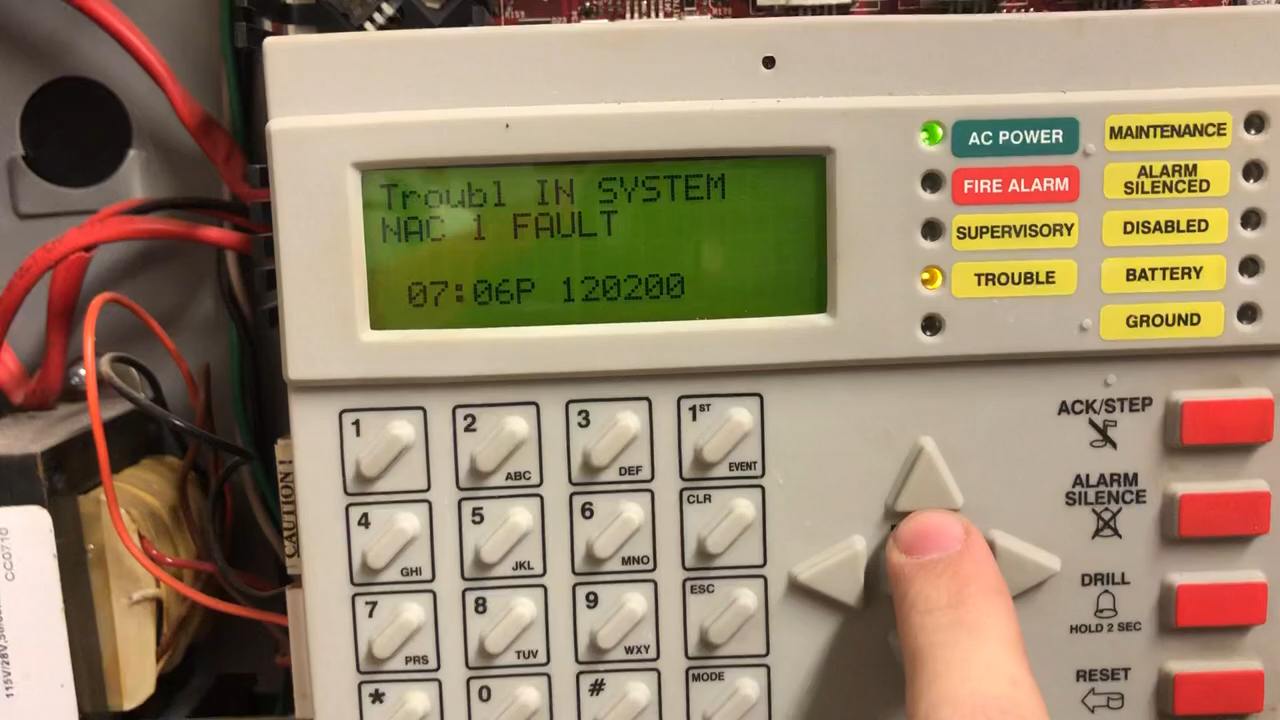 Troubl IN SYSTEM
NAC 1 FAULT
07:06P 120200
AC POWER
FIRE ALARM
SUPERVISORY
TROUBLE
MAINTENANCE
ALARM
SILENCED
DISABLED
BATTERY
GROUND
1
2 ABC
3 DEF
1ST EVENT
4 GHI
5 JKL
6 MNO
CLR
7 PRS
8 TUV
9 WXY
ESC
*
0
#
MODE
ACK/STEP
ALARM
SILENCE
DRILL
HOLD 2 SEC
RESET
CAUTION !
CC0710